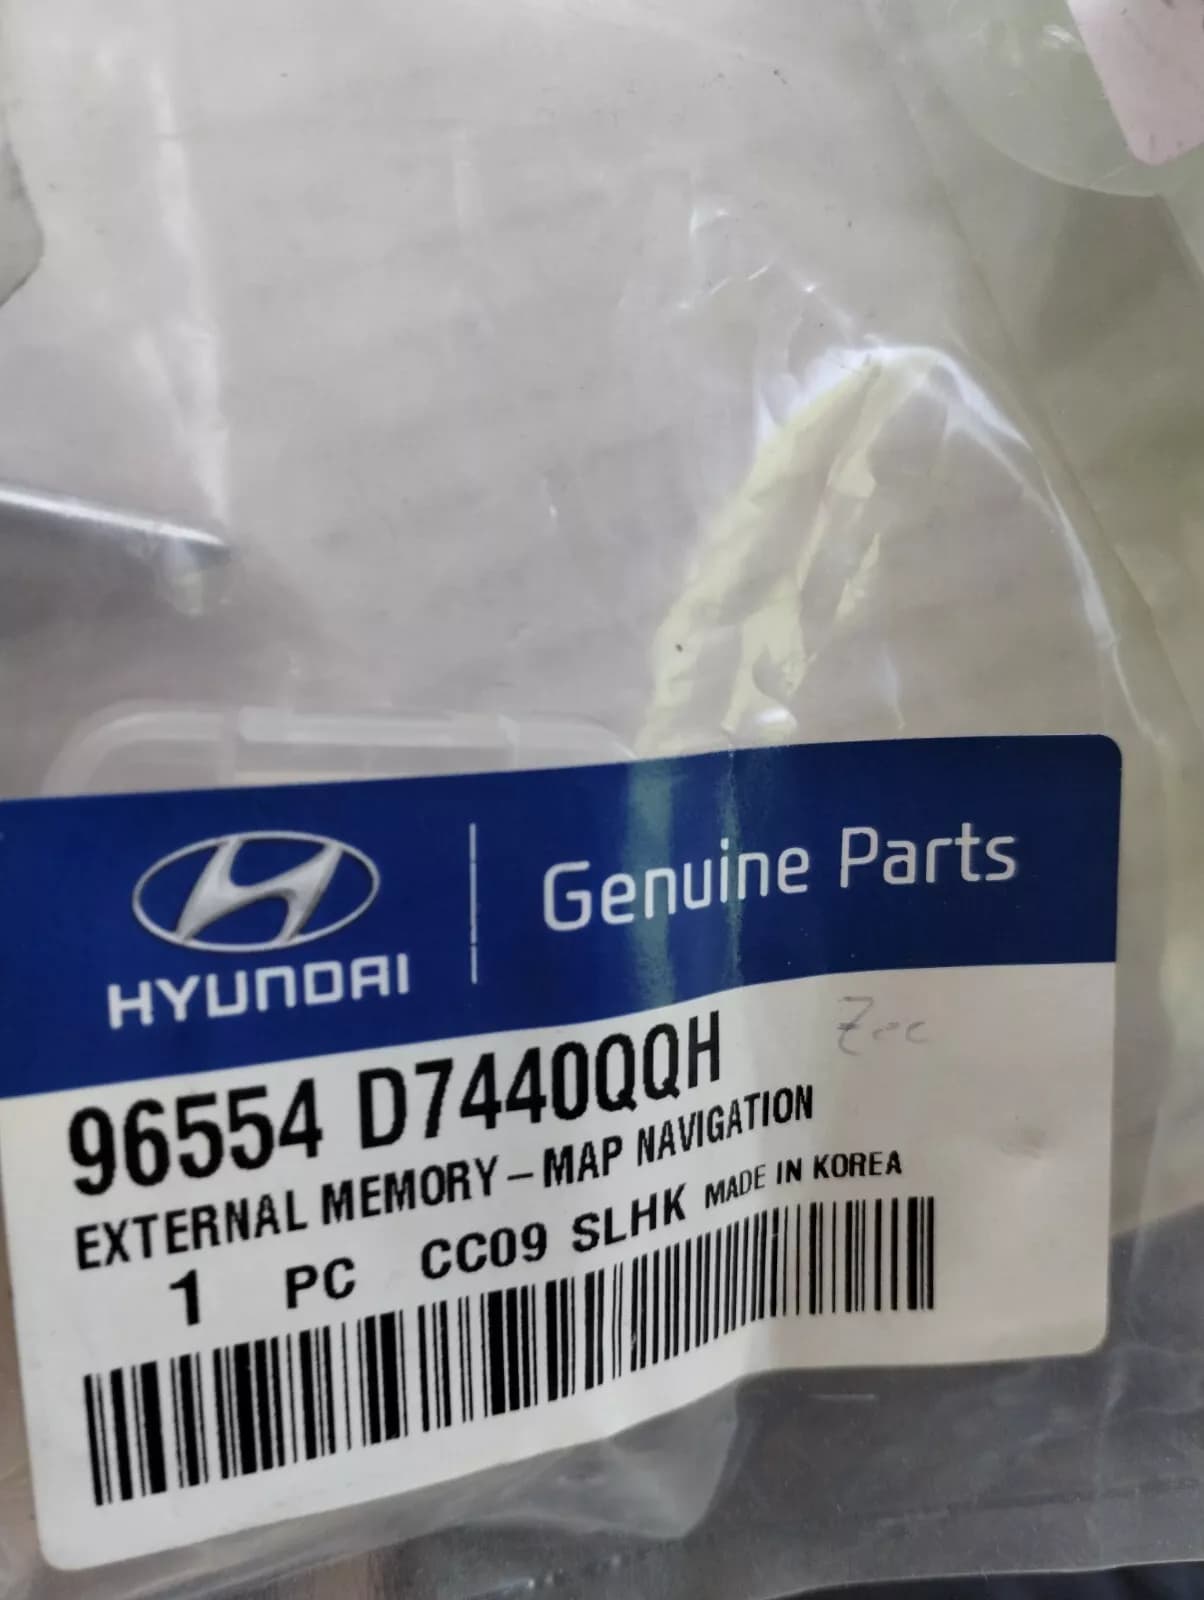 HYUNDAI
Genuine Parts
96554 D7440QQH
EXTERNAL MEMORY-MAP NAVIGATION
1 PC CC09 SLHK MADE IN KOREA